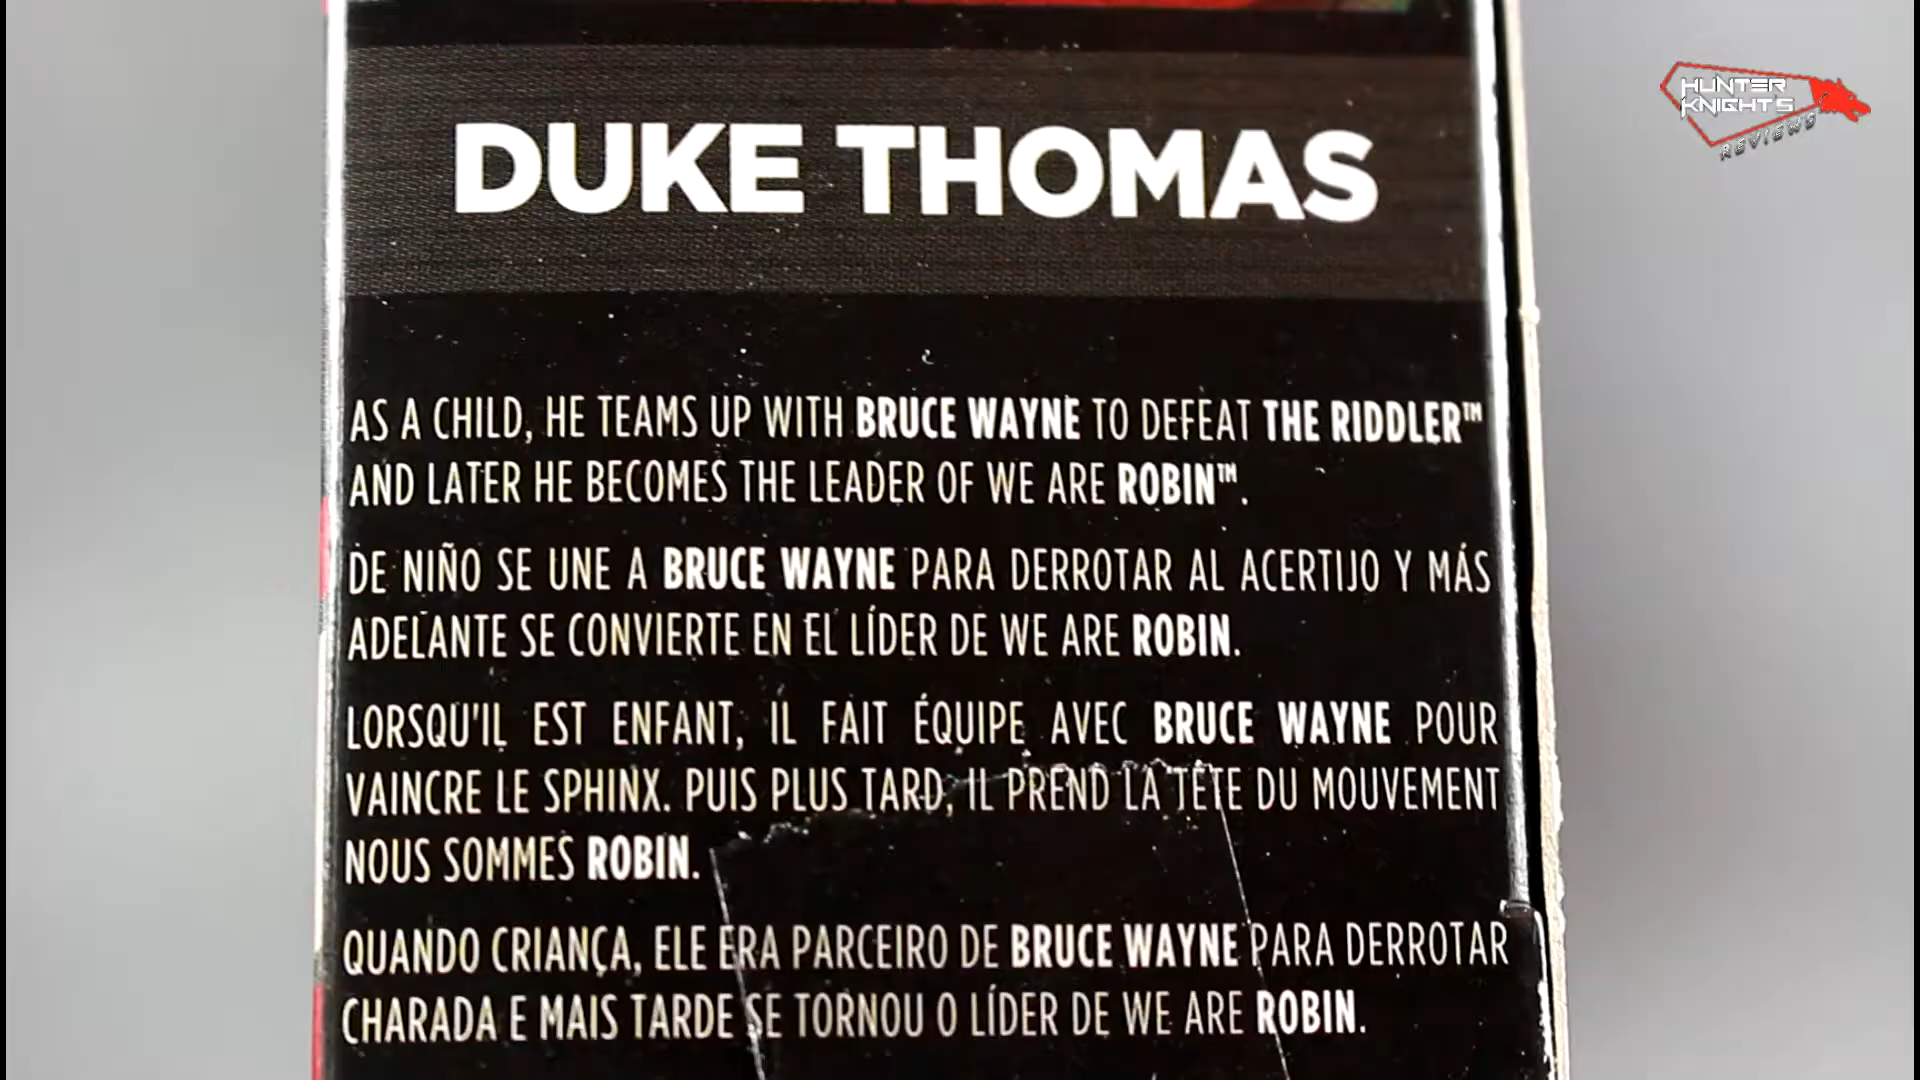 HUNTER
KNIGHTS
REVIEWS
DUKE THOMAS
AS A CHILD, HE TEAMS UP WITH BRUCE WAYNE TO DEFEAT THE RIDDLER™
AND LATER HE BECOMES THE LEADER OF WE ARE ROBIN™.
DE NIÑO SE UNE A BRUCE WAYNE PARA DERROTAR AL ACERTIJO Y MÁS
ADELANTE SE CONVIERTE EN EL LÍDER DE WE ARE ROBIN.
LORSQU'IL EST ENFANT, IL FAIT ÉQUIPE AVEC BRUCE WAYNE POUR
VAINCRE LE SPHINX. PUIS PLUS TARD, IL PREND LA TÊTE DU MOUVEMENT
NOUS SOMMES ROBIN.
QUANDO CRIANÇA, ELE ERA PARCEIRO DE BRUCE WAYNE PARA DERROTAR
CHARADA E MAIS TARDE SE TORNOU O LÍDER DE WE ARE ROBIN.